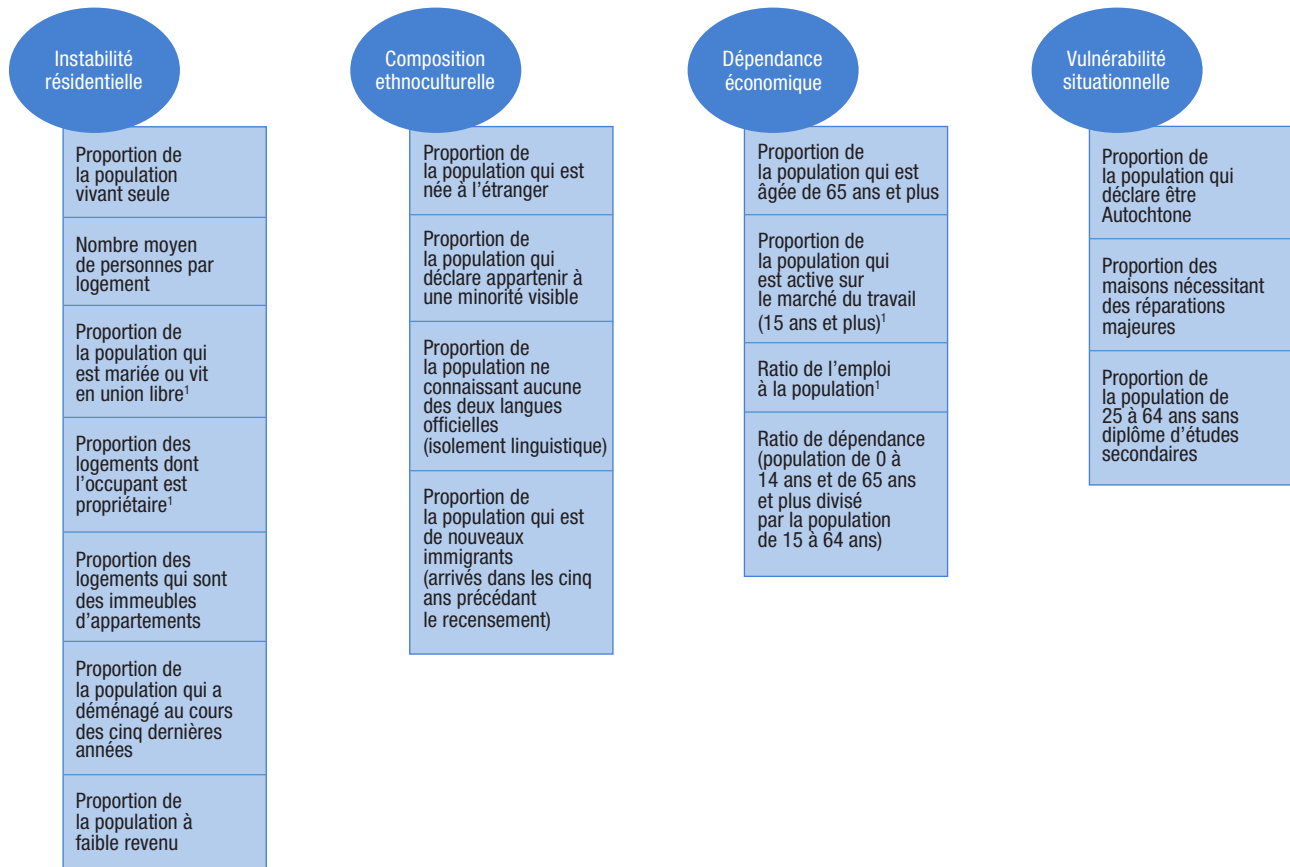 Instabilité
résidentielle
Proportion de
la population
vivant seule
Nombre moyen
de personnes par
logement
Proportion de
la population qui
est mariée ou vit
en union libre¹
Proportion des
logements dont
l'occupant est
propriétaire¹
Proportion des
logements qui sont
des immeubles
d'appartements
Proportion de
la population qui a
déménagé au cours
des cinq dernières
années
Proportion de
la population à
faible revenu
Composition
ethnoculturelle
Proportion de
la population qui est
née à l'étranger
Proportion de
la population qui
déclare appartenir à
une minorité visible
Proportion de
la population ne
connaissant aucune
des deux langues
officielles
(isolement linguistique)
Proportion de
la population qui est
de nouveaux
immigrants
(arrivés dans les cinq
ans précédant
le recensement)
Dépendance
économique
Proportion de
la population qui est
âgée de 65 ans et plus
Proportion de
la population qui
est active sur
le marché du travail
(15 ans et plus)¹
Ratio de l'emploi
à la population¹
Ratio de dépendance
(population de 0 à
14 ans et de 65 ans
et plus divisé
par la population
de 15 à 64 ans)
Vulnérabilité
situationnelle
Proportion de
la population qui
déclare être
Autochtone
Proportion des
maisons nécessitant
des réparations
majeures
Proportion de
la population de
25 à 64 ans sans
diplôme d'études
secondaires